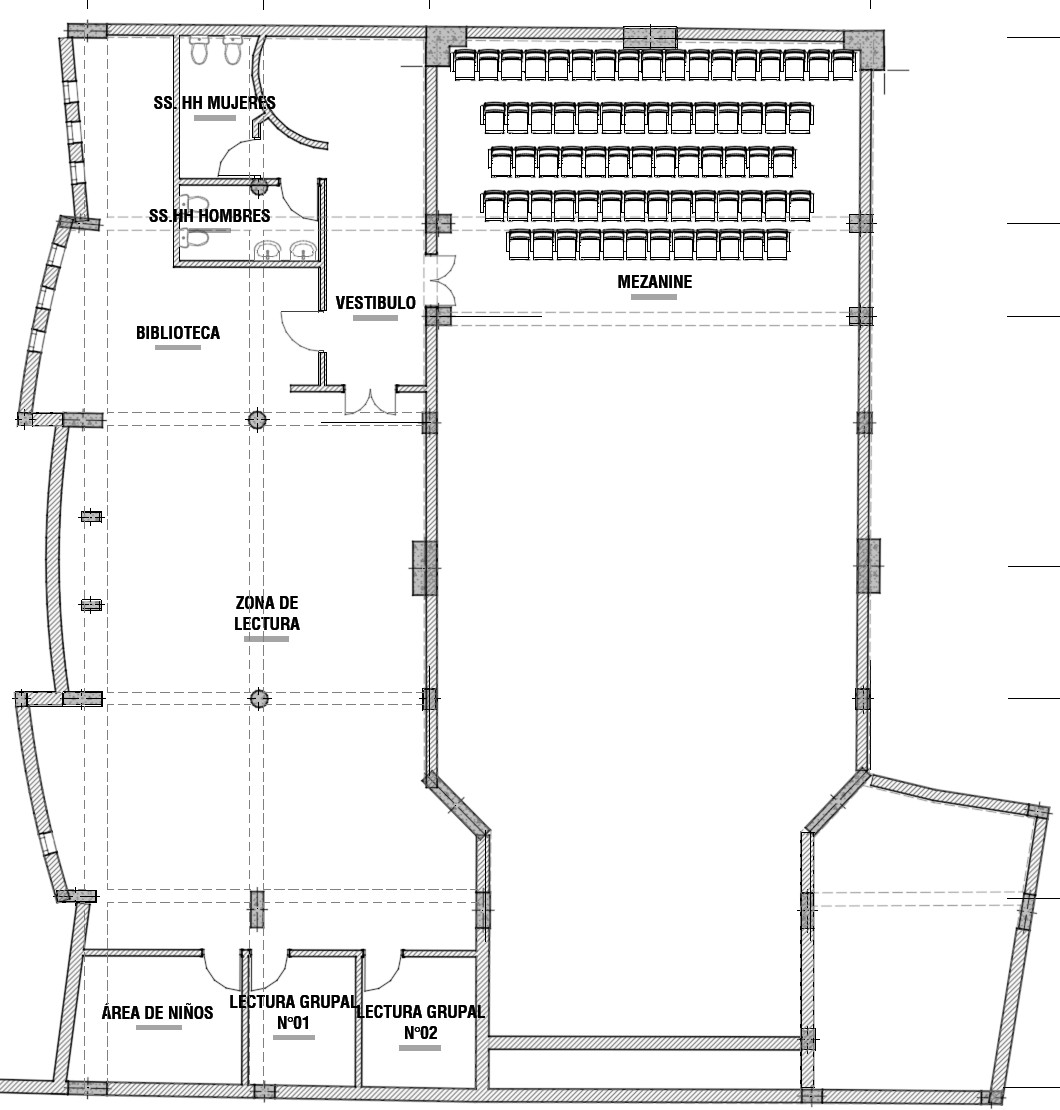 SS. HH MUJERES
SS.HH HOMBRES
MEZANINE
VESTIBULO
BIBLIOTECA
ZONA DE
LECTURA
ÁREA DE NIÑOS
LECTURA GRUPAL
N°01
LECTURA GRUPAL
N°02